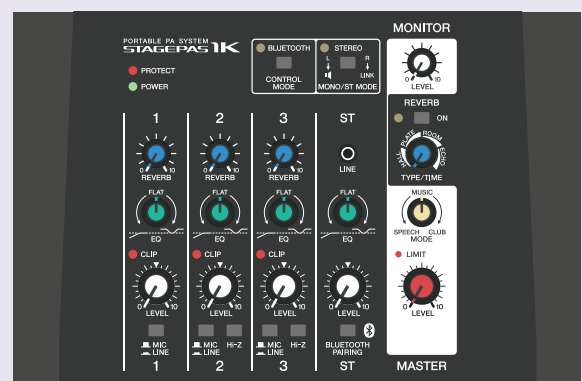 MONITOR
PORTABLE PA SYSTEM
STAGEPAS 1K
PROTECT
POWER
BLUETOOTH
CONTROL
MODE
STEREO
L R
LINK
MONO/ST MODE
0 10
LEVEL
REVERB
ON
HALL PLATE ROOM ECHO
TYPE/TIME
1 2 3 ST
0 10 0 10 0 10
REVERB REVERB REVERB
LINE
FLAT FLAT FLAT FLAT
EQ EQ EQ EQ
MUSIC
SPEECH CLUB
MODE
CLIP CLIP CLIP
LIMIT
0 10 0 10 0 10 0 10 0 10
LEVEL LEVEL LEVEL LEVEL LEVEL
MIC MIC Hi-Z MIC Hi-Z BLUETOOTH
LINE LINE LINE PAIRING
1 2 3 ST MASTER